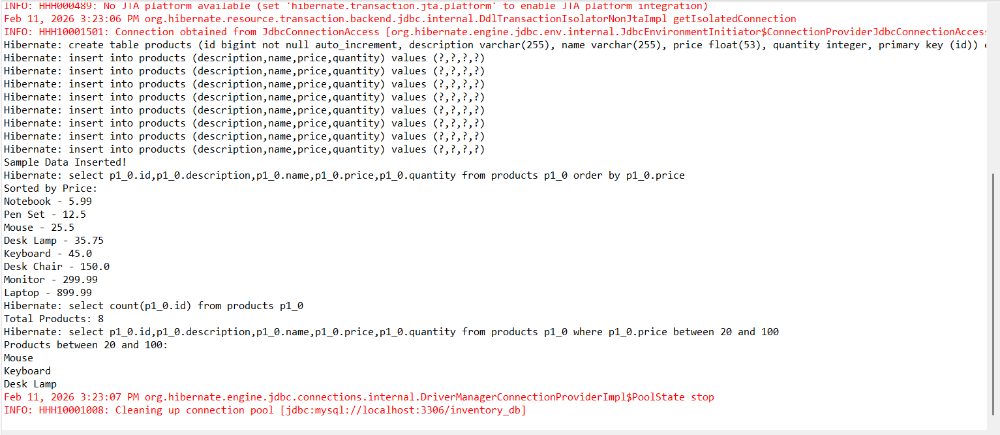 INFO: HHH000489: No JTA platform available (set 'hibernate.transaction.jta.platform' to enable JTA platform integration)
Feb 11, 2026 3:23:06 PM org.hibernate.resource.transaction.backend.jdbc.internal.DdlTransactionIsolatorNonJtaImpl getIsolatedConnection
INFO: HHH10001501: Connection obtained from JdbcConnectionAccess [org.hibernate.engine.jdbc.env.internal.JdbcEnvironmentInitiator$ConnectionProviderJdbcConnectionAccess
Hibernate: create table products (id bigint not null auto_increment, description varchar(255), name varchar(255), price float(53), quantity integer, primary key (id))
Hibernate: insert into products (description,name,price,quantity) values (?,?,?,?)
Hibernate: insert into products (description,name,price,quantity) values (?,?,?,?)
Hibernate: insert into products (description,name,price,quantity) values (?,?,?,?)
Hibernate: insert into products (description,name,price,quantity) values (?,?,?,?)
Hibernate: insert into products (description,name,price,quantity) values (?,?,?,?)
Hibernate: insert into products (description,name,price,quantity) values (?,?,?,?)
Hibernate: insert into products (description,name,price,quantity) values (?,?,?,?)
Hibernate: insert into products (description,name,price,quantity) values (?,?,?,?)
Sample Data Inserted!
Hibernate: select p1_0.id,p1_0.description,p1_0.name,p1_0.price,p1_0.quantity from products p1_0 order by p1_0.price
Sorted by Price:
Notebook - 5.99
Pen Set - 12.5
Mouse - 25.5
Desk Lamp - 35.75
Keyboard - 45.0
Desk Chair - 150.0
Monitor - 299.99
Laptop - 899.99
Hibernate: select count(p1_0.id) from products p1_0
Total Products: 8
Hibernate: select p1_0.id,p1_0.description,p1_0.name,p1_0.price,p1_0.quantity from products p1_0 where p1_0.price between 20 and 100
Products between 20 and 100:
Mouse
Keyboard
Desk Lamp
Feb 11, 2026 3:23:07 PM org.hibernate.engine.jdbc.connections.internal.DriverManagerConnectionProviderImpl$PoolState stop
INFO: HHH10001008: Cleaning up connection pool [jdbc:mysql://localhost:3306/inventory_db]